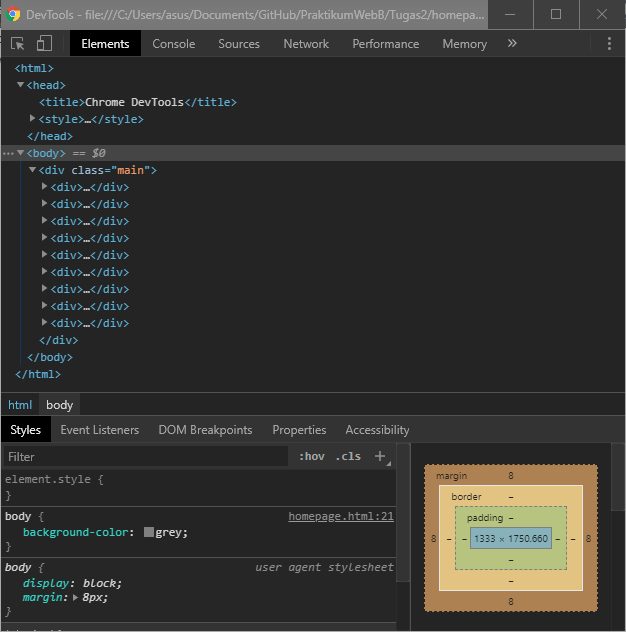 DevTools - file:///C:/Users/asus/Documents/GitHub/PraktikumWebB/Tugas2/homepa...
Elements Console Sources Network Performance Memory »
<html>
<head>
<title>Chrome DevTools</title>
<style>…</style>
</head>
<body> == $0
<div class="main">
<div>…</div>
<div>…</div>
<div>…</div>
<div>…</div>
<div>…</div>
<div>…</div>
<div>…</div>
<div>…</div>
<div>…</div>
</div>
</body>
</html>
html body
Styles Event Listeners DOM Breakpoints Properties Accessibility
Filter :hov .cls +
element.style {
}
body { homepage.html:21
background-color: grey;
}
body { user agent stylesheet
display: block;
margin: 8px;
}
margin 8
border –
padding –
8 – – 1333 × 1750.660 – – 8
–
–
8